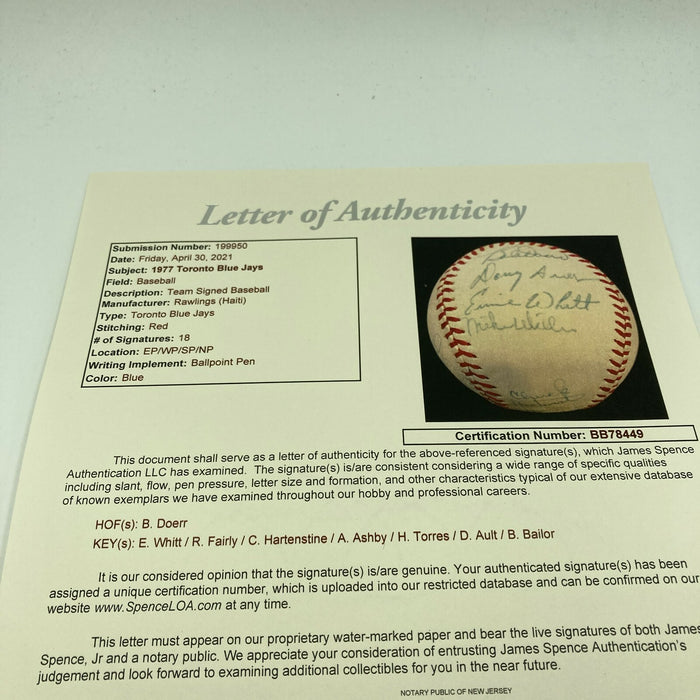 Letter of Authenticity
Submission Number: 199950
Date: Friday, April 30, 2021
Subject: 1977 Toronto Blue Jays
Field: Baseball
Description: Team Signed Baseball
Manufacturer: Rawlings (Haiti)
Type: Toronto Blue Jays
Stitching: Red
# of Signatures: 18
Location: EP/WP/SP/NP
Writing Implement: Ballpoint Pen
Color: Blue
Doug Ault
Ernie Whitt
Certification Number: BB78449
This document shall serve as a letter of authenticity for the above-referenced signature(s), which James Spence
Authentication LLC has examined. The signature(s) is/are consistent considering a wide range of specific qualities
including slant, flow, pen pressure, letter size and formation, and other characteristics typical of our extensive database
of known exemplars we have examined throughout our hobby and professional careers.
HOF(s): B. Doerr
KEY(s): E. Whitt / R. Fairly / C. Hartenstine / A. Ashby / H. Torres / D. Ault / B. Bailor
It is our considered opinion that the signature(s) is/are genuine. Your authenticated signature(s) has been
assigned a unique certification number, which is uploaded into our restricted database and can be confirmed on our
website www.SpenceLOA.com at any time.
This letter must appear on our proprietary water-marked paper and bear the live signatures of both James
Spence, Jr and a notary public. We appreciate your consideration of entrusting James Spence Authentication's
judgement and look forward to examining additional collectibles for you in the near future.
NOTARY PUBLIC OF NEW JERSEY